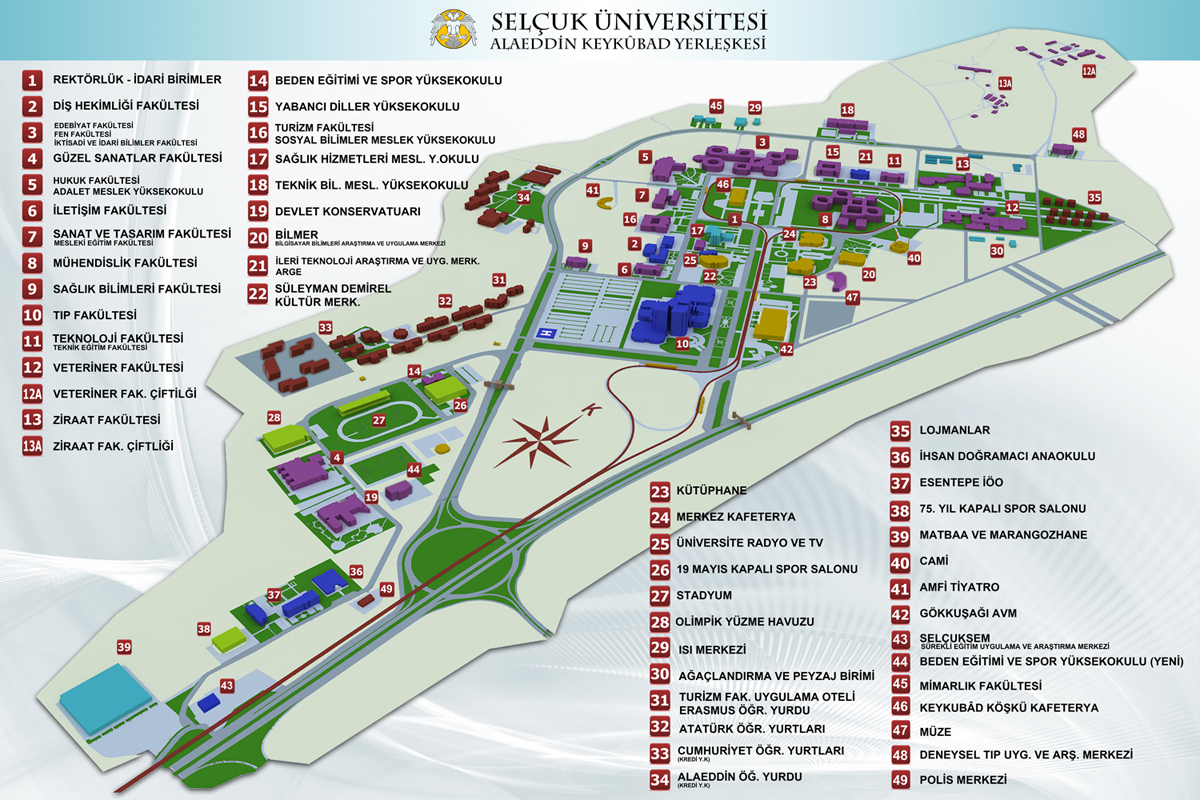 SELÇUK ÜNİVERSİTESİ
ALAEDDİN KEYKÛBAD YERLEŞKESİ
1 REKTÖRLÜK - İDARİ BİRİMLER
2 DİŞ HEKİMLİĞİ FAKÜLTESİ
3 EDEBİYAT FAKÜLTESİ
FEN FAKÜLTESİ
İKTİSADİ VE İDARİ BİLİMLER FAKÜLTESİ
4 GÜZEL SANATLAR FAKÜLTESİ
5 HUKUK FAKÜLTESİ
ADALET MESLEK YÜKSEKOKULU
6 İLETİŞİM FAKÜLTESİ
7 SANAT VE TASARIM FAKÜLTESİ
MESLEKİ EĞİTİM FAKÜLTESİ
8 MÜHENDİSLİK FAKÜLTESİ
9 SAĞLIK BİLİMLERİ FAKÜLTESİ
10 TIP FAKÜLTESİ
11 TEKNOLOJİ FAKÜLTESİ
TEKNİK EĞİTİM FAKÜLTESİ
12 VETERİNER FAKÜLTESİ
12A VETERİNER FAK. ÇİFTİLĞİ
13 ZİRAAT FAKÜLTESİ
13A ZİRAAT FAK. ÇİFTLİĞİ
14 BEDEN EĞİTİMİ VE SPOR YÜKSEKOKULU
15 YABANCI DİLLER YÜKSEKOKULU
16 TURİZM FAKÜLTESİ
SOSYAL BİLİMLER MESLEK YÜKSEKOKULU
17 SAĞLIK HİZMETLERİ MESL. Y.OKULU
18 TEKNİK BİL. MESL. YÜKSEKOKULU
19 DEVLET KONSERVATUARI
20 BİLMER
BİLGİSAYAR BİLİMLERİ ARAŞTIRMA VE UYGULAMA MERKEZİ
21 İLERİ TEKNOLOJİ ARAŞTIRMA VE UYG. MERK.
ARGE
22 SÜLEYMAN DEMİREL
KÜLTÜR MERK.
45
29
18
12A
13A
48
3
15
21
11
13
5
46
34
41
7
12
35
16
1
8
24
17
2
9
30
40
25
6
22
23
20
47
31
32
33
H
10
42
K
14
26
28
27
4
44
19
36
49
37
38
39
43
23 KÜTÜPHANE
24 MERKEZ KAFETERYA
25 ÜNİVERSİTE RADYO VE TV
26 19 MAYIS KAPALI SPOR SALONU
27 STADYUM
28 OLİMPİK YÜZME HAVUZU
29 ISI MERKEZİ
30 AĞAÇLANDIRMA VE PEYZAJ BİRİMİ
31 TURİZM FAK. UYGULAMA OTELİ
ERASMUS ÖĞR. YURDU
32 ATATÜRK ÖĞR. YURTLARI
33 CUMHURİYET ÖĞR. YURTLARI
(KREDİ Y.K)
34 ALAEDDİN ÖĞ. YURDU
(KREDİ Y.K)
35 LOJMANLAR
36 İHSAN DOĞRAMACI ANAOKULU
37 ESENTEPE İÖO
38 75. YIL KAPALI SPOR SALONU
39 MATBAA VE MARANGOZHANE
40 CAMİ
41 AMFİ TİYATRO
42 GÖKKUŞAĞI AVM
43 SELÇUKSEM
SÜREKLİ EĞİTİM UYGULAMA VE ARAŞTIRMA MERKEZİ
44 BEDEN EĞİTİMİ VE SPOR YÜKSEKOKULU (YENİ)
45 MİMARLIK FAKÜLTESİ
46 KEYKUBÂD KÖŞKÜ KAFETERYA
47 MÜZE
48 DENEYSEL TIP UYG. VE ARŞ. MERKEZİ
49 POLİS MERKEZİ